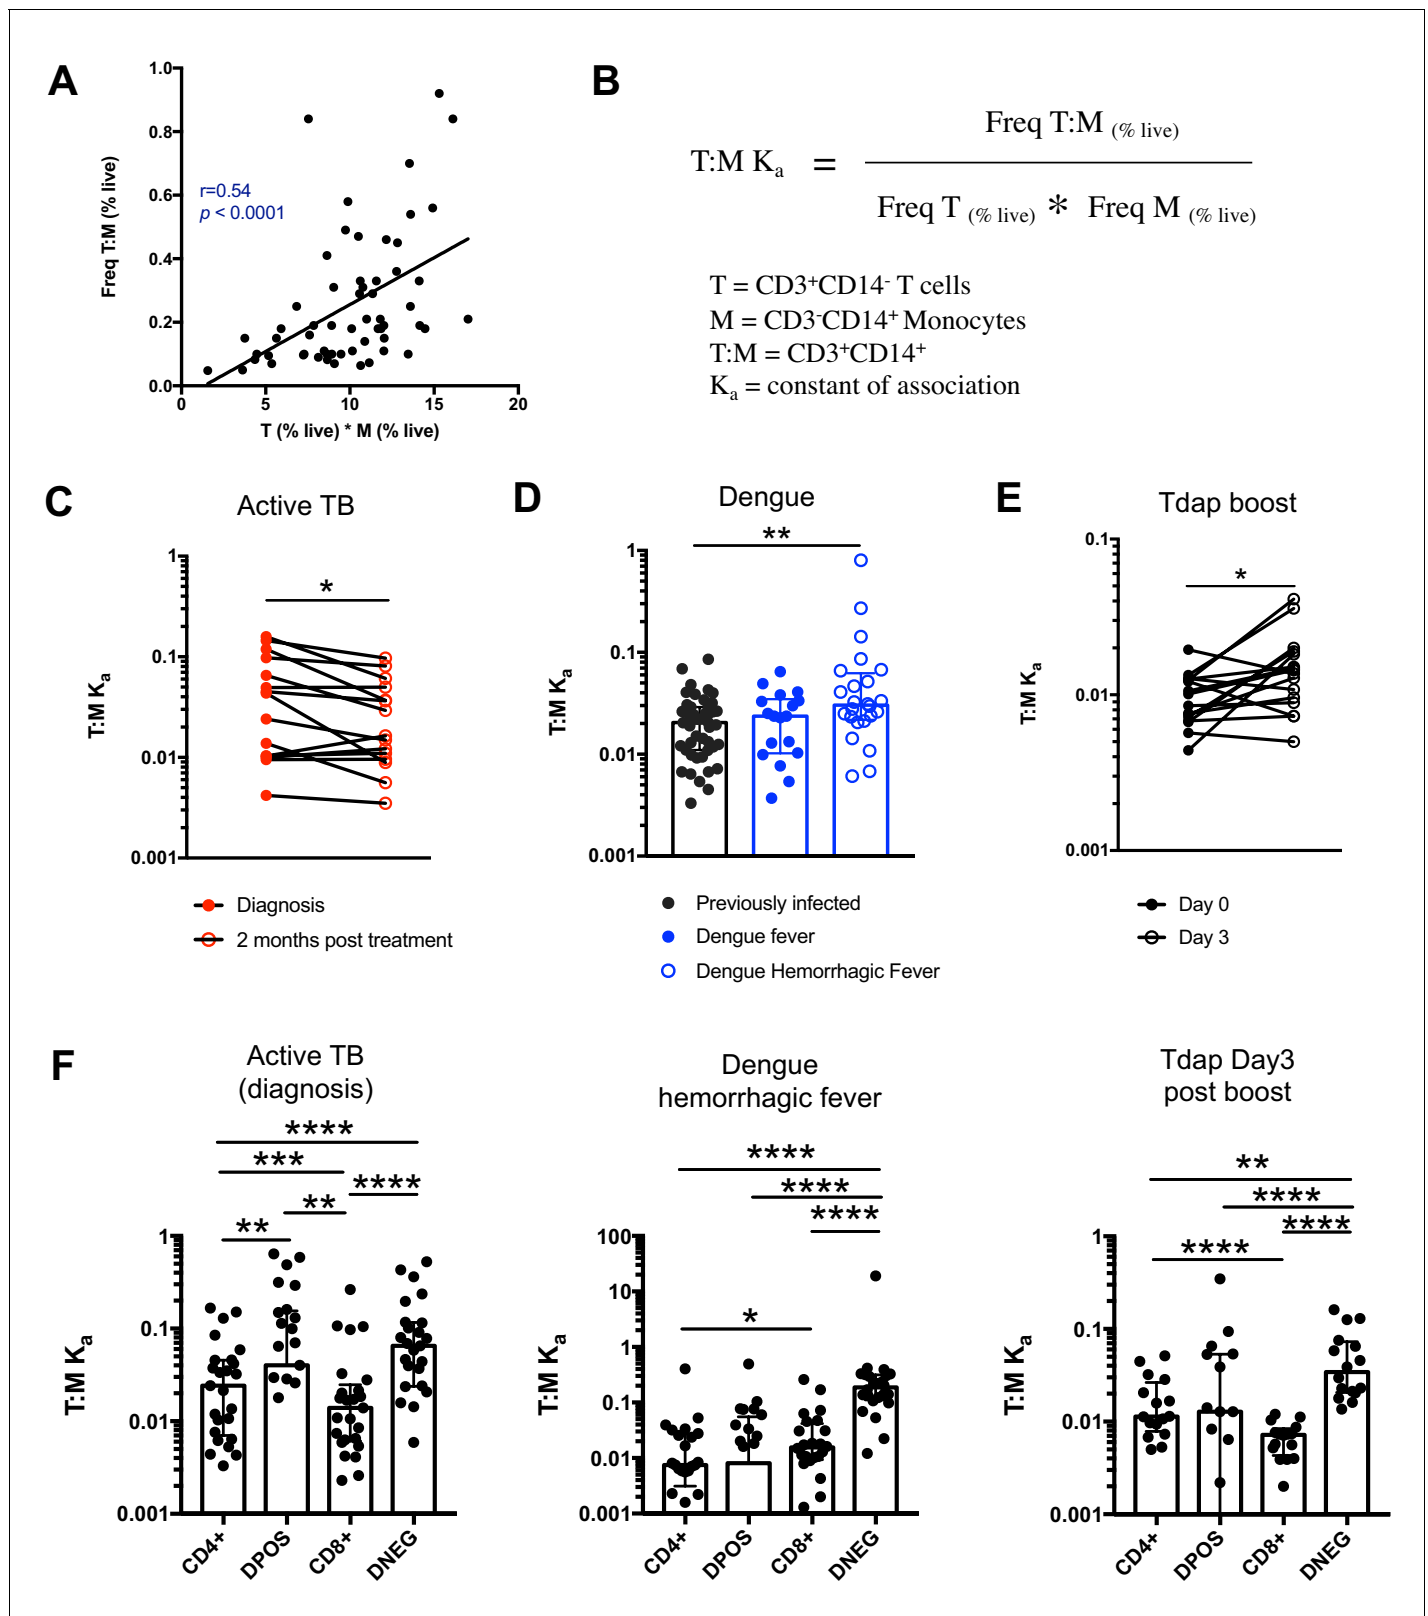 A
1.0
0.8
0.6
0.4
0.2
0.0
0
5
10
15
20
Freq T:M (% live)
T (% live) * M (% live)
r=0.54
p < 0.0001
B
T:M Ka = Freq T:M (% live)
Freq T (% live) * Freq M (% live)
T = CD3+CD14- T cells
M = CD3-CD14+ Monocytes
T:M = CD3+CD14+
Ka = constant of association
C
Active TB
*
1
0.1
0.01
0.001
T:M Ka
Diagnosis
2 months post treatment
D
Dengue
**
1
0.1
0.01
0.001
T:M Ka
Previously infected
Dengue fever
Dengue Hemorrhagic Fever
E
Tdap boost
*
0.1
0.01
0.001
T:M Ka
Day 0
Day 3
F
Active TB
(diagnosis)
****
***
****
**
**
1
0.1
0.01
0.001
T:M Ka
CD4+
DPOS
CD8+
DNEG
Dengue
hemorrhagic fever
****
****
****
*
100
10
1
0.1
0.01
0.001
T:M Ka
CD4+
DPOS
CD8+
DNEG
Tdap Day3
post boost
**
****
****
****
1
0.1
0.01
0.001
T:M Ka
CD4+
DPOS
CD8+
DNEG